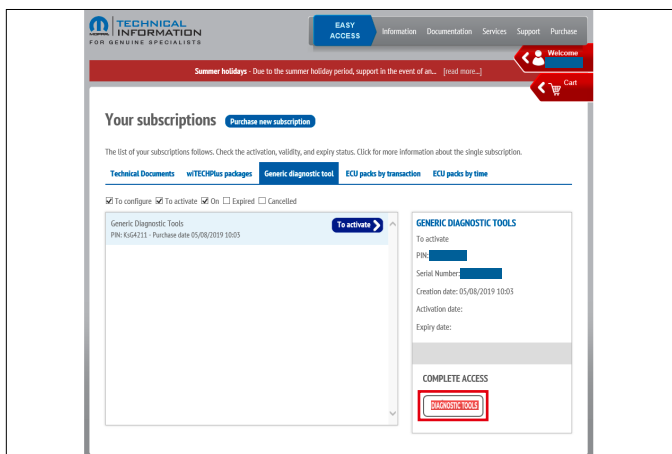 TECHNICAL
INFORMATION
FOR GENUINE SPECIALISTS
EASY
ACCESS
Information Documentation Services Support Purchase
Welcome
Summer holidays - Due to the summer holiday period, support in the event of an... [read more...]
Cart
Your subscriptions Purchase new subscription
The list of your subscriptions follows. Check the activation, validity, and expiry status. Click for more information about the single subscription.
Technical Documents wiTECHPlus packages Generic diagnostic tool ECU packs by transaction ECU packs by time
To configure To activate On Expired Cancelled
Generic Diagnostic Tools To activate
PIN: KsG4211 - Purchase date 05/08/2019 10:03
GENERIC DIAGNOSTIC TOOLS
To activate
PIN:
Serial Number:
Creation date: 05/08/2019 10:03
Activation date:
Expiry date:
COMPLETE ACCESS
DIAGNOSTIC TOOLS